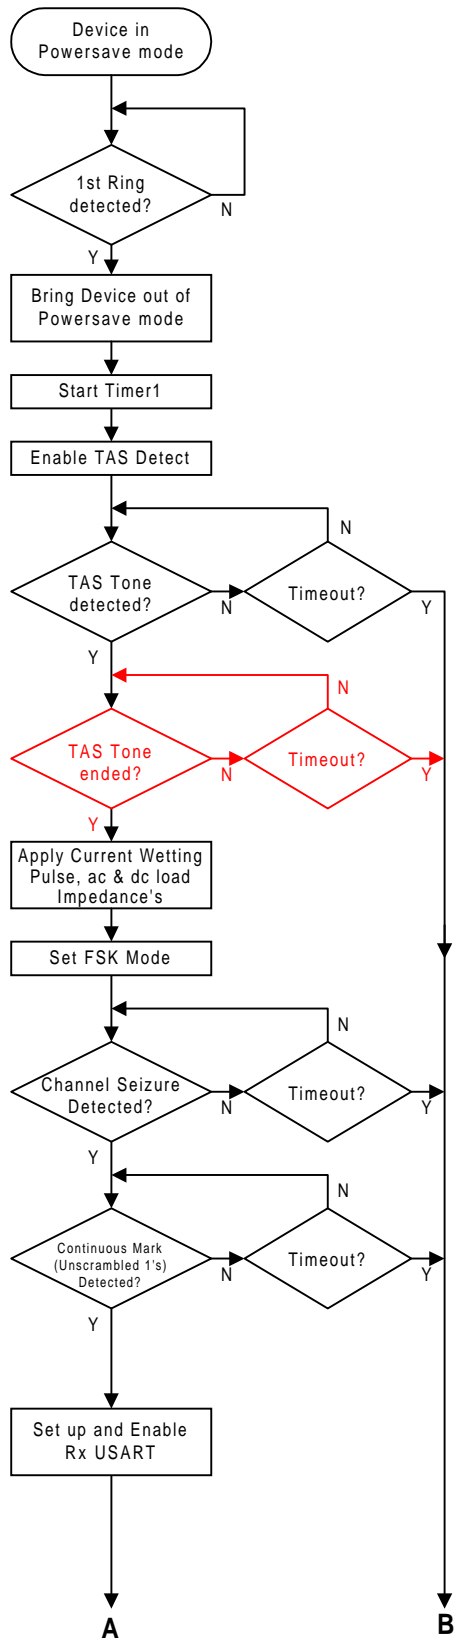 Device in
Powersave mode
1st Ring
detected?
N
Y
Bring Device out of
Powersave mode
Start Timer1
Enable TAS Detect
N
TAS Tone
detected?
N
Timeout?
Y
Y
N
TAS Tone
ended?
N
Timeout?
Y
Y
Apply Current Wetting
Pulse, ac & dc load
Impedance's
Set FSK Mode
N
Channel Seizure
Detected?
N
Timeout?
Y
Y
N
Continuous Mark
(Unscrambled 1's)
Detected?
N
Timeout?
Y
Y
Set up and Enable
Rx USART
A
B